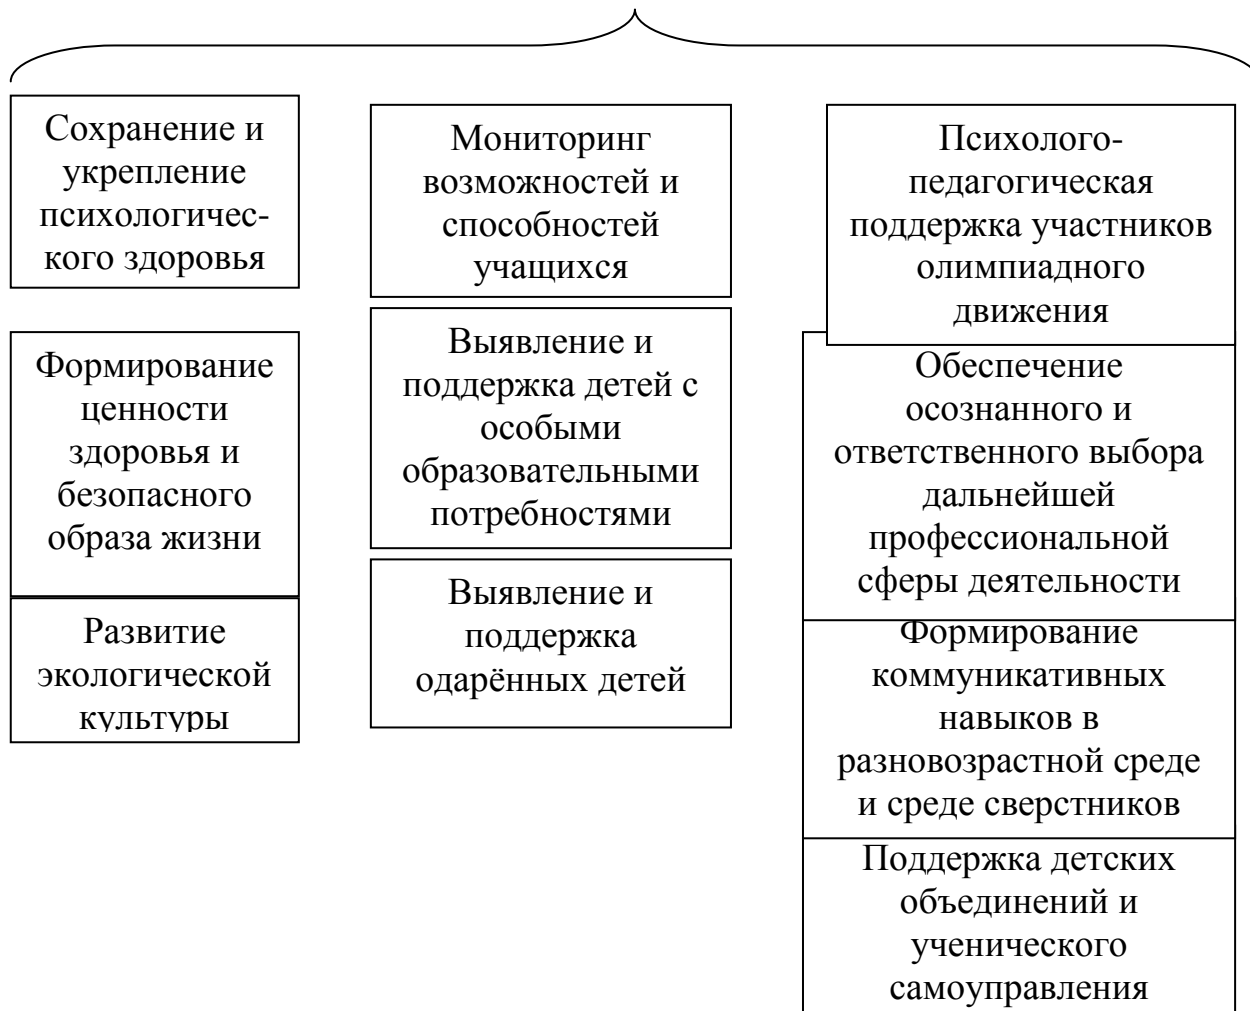 Сохранение и
укрепление
психологичес-
кого здоровья
Формирование
ценности
здоровья и
безопасного
образа жизни
Развитие
экологической
культуры
Мониторинг
возможностей и
способностей
учащихся
Выявление и
поддержка детей с
особыми
образовательными
потребностями
Выявление и
поддержка
одарённых детей
Психолого-
педагогическая
поддержка участников
олимпиадного
движения
Обеспечение
осознанного и
ответственного выбора
дальнейшей
профессиональной
сферы деятельности
Формирование
коммуникативных
навыков в
разновозрастной среде
и среде сверстников
Поддержка детских
объединений и
ученического
самоуправления